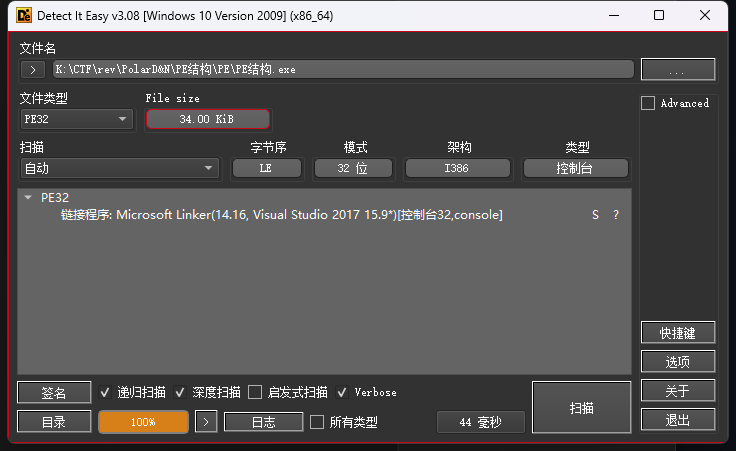 Detect It Easy v3.08 [Windows 10 Version 2009] (x86_64)
文件名
> K:\CTF\rev\PolarD&N\PE结构\PE\PE结构.exe ...
文件类型 File size Advanced
PE32 34.00 KiB
扫描 字节序 模式 架构 类型
自动 LE 32 位 I386 控制台
PE32
链接程序: Microsoft Linker(14.16, Visual Studio 2017 15.9*)[控制台32,console] S ?
快捷键
选项
签名 递归扫描 深度扫描 启发式扫描 Verbose 扫描 关于
目录 100% > 日志 所有类型 44 毫秒 退出